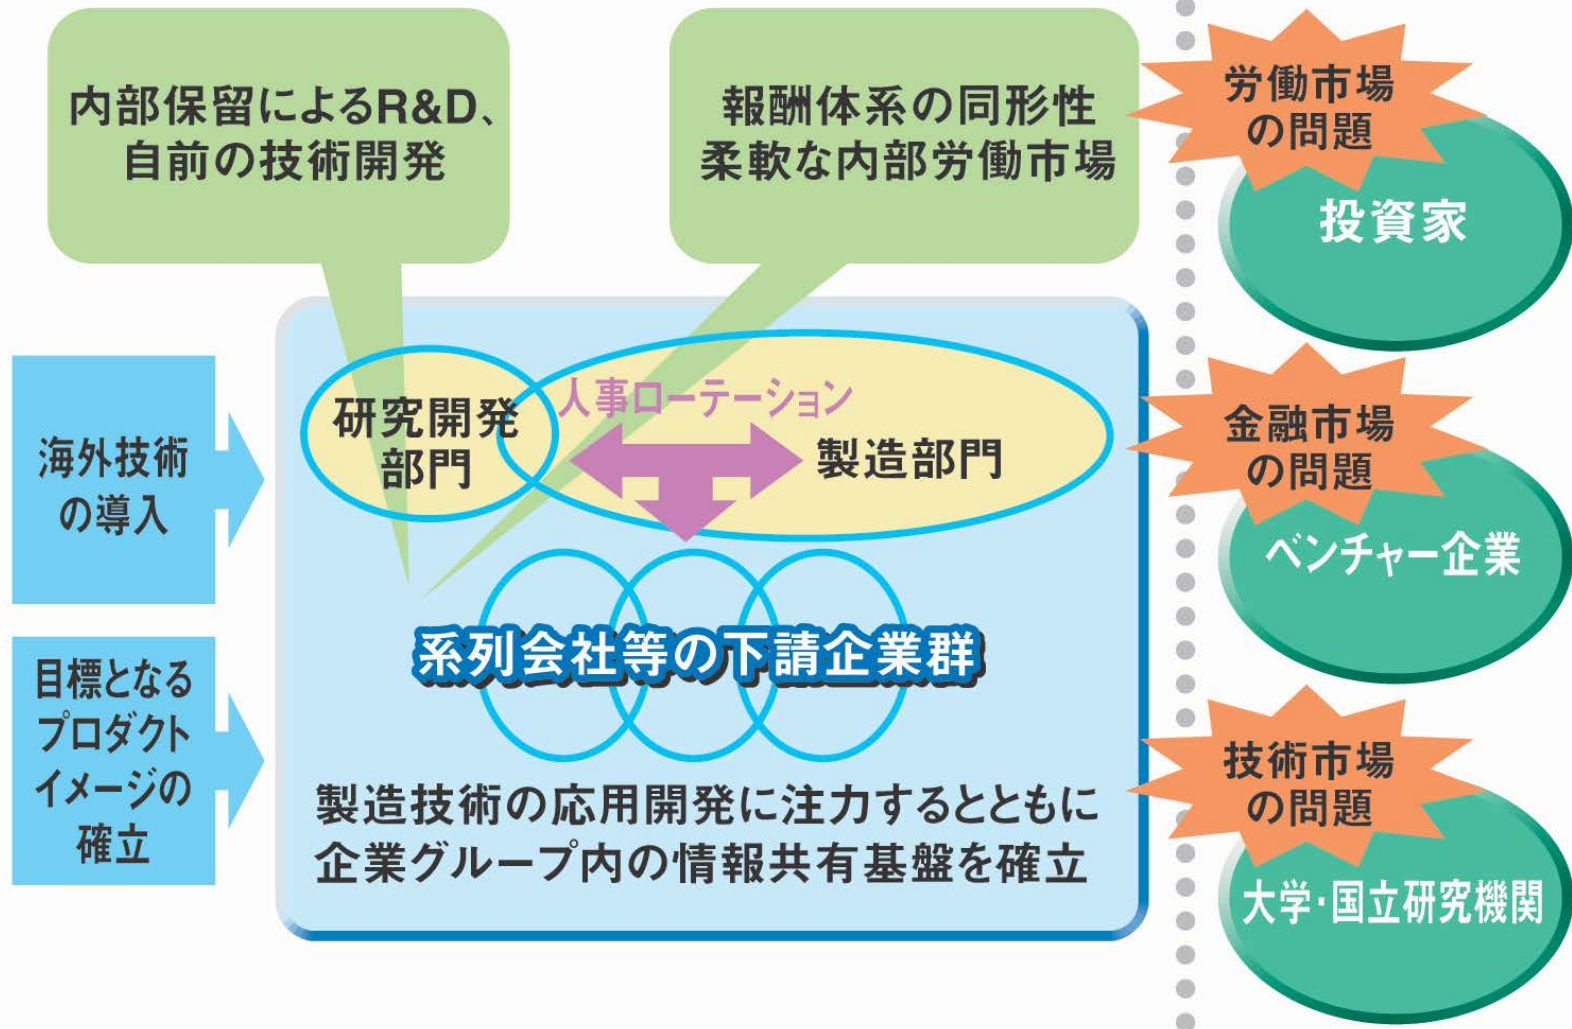 内部保留によるR&D、
自前の技術開発
報酬体系の同形性
柔軟な内部労働市場
労働市場
の問題
投資家
海外技術
の導入
研究開発
部門
人事ローテーション
製造部門
金融市場
の問題
ベンチャー企業
目標となる
プロダクト
イメージの
確立
系列会社等の下請企業群
製造技術の応用開発に注力するとともに
企業グループ内の情報共有基盤を確立
技術市場
の問題
大学・国立研究機関